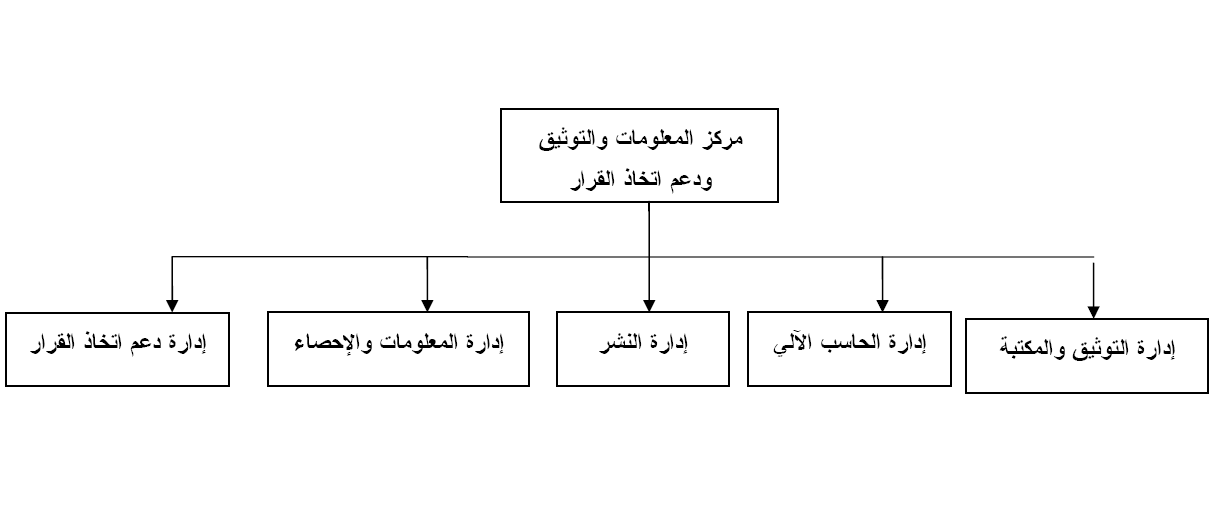 مركز المعلومات والتوثيق
ودعم اتخاذ القرار
إدارة التوثيق والمكتبة
إدارة الحاسب الآلي
إدارة النشر
إدارة المعلومات والإحصاء
إدارة دعم اتخاذ القرار